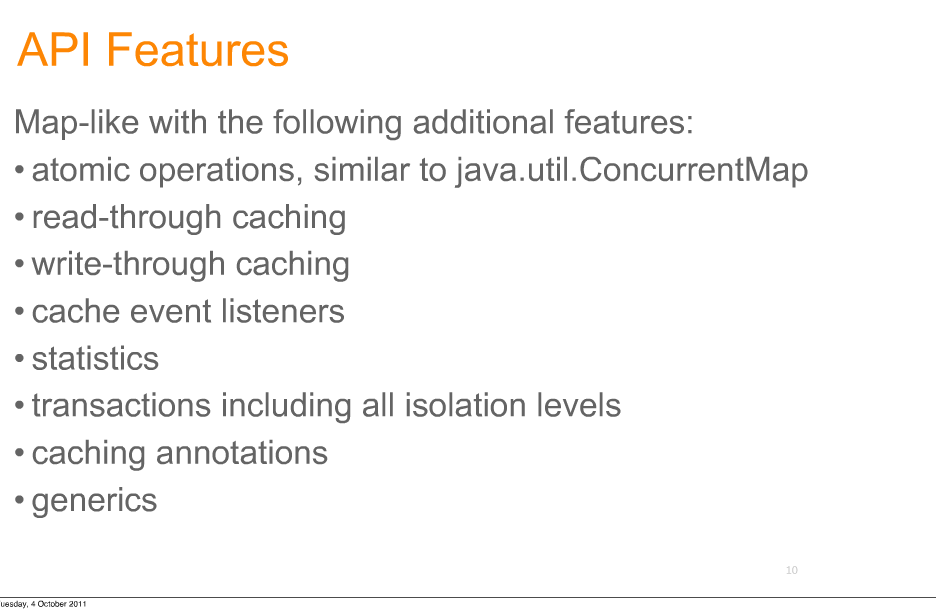 API Features
Map-like with the following additional features:
• atomic operations, similar to java.util.ConcurrentMap
• read-through caching
• write-through caching
• cache event listeners
• statistics
• transactions including all isolation levels
• caching annotations
• generics
10
uesday, 4 October 2011